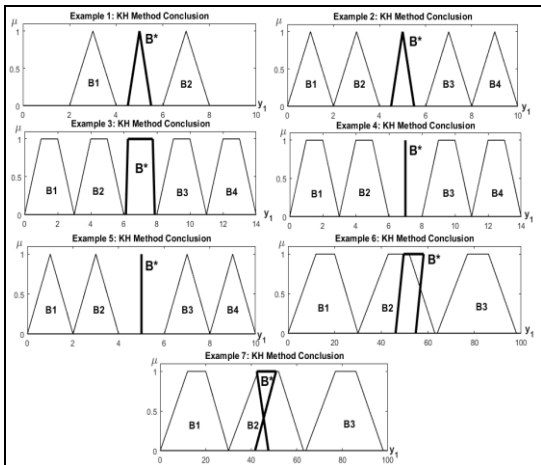 Example 1: KH Method Conclusion
μ
1
0.5
0
B1
B*
B2
0 2 4 6 8 10
y1
Example 2: KH Method Conclusion
μ
1
0.5
0
B1
B2
B*
B3
B4
0 2 4 6 8 10
y1
Example 3: KH Method Conclusion
μ
1
0.5
0
B1
B2
B*
B3
B4
0 2 4 6 8 10 12 14
y1
Example 4: KH Method Conclusion
μ
1
0.5
0
B1
B2
B*
B3
B4
0 2 4 6 8 10 12 14
y1
Example 5: KH Method Conclusion
μ
1
0.5
0
B1
B2
B*
B3
B4
0 2 4 6 8 10
y1
Example 6: KH Method Conclusion
μ
1
0.5
0
B1
B2
B*
B3
0 20 40 60 80 100
y1
Example 7: KH Method Conclusion
μ
1
0.5
0
B1
B2
B*
B3
0 20 40 60 80 100
y1